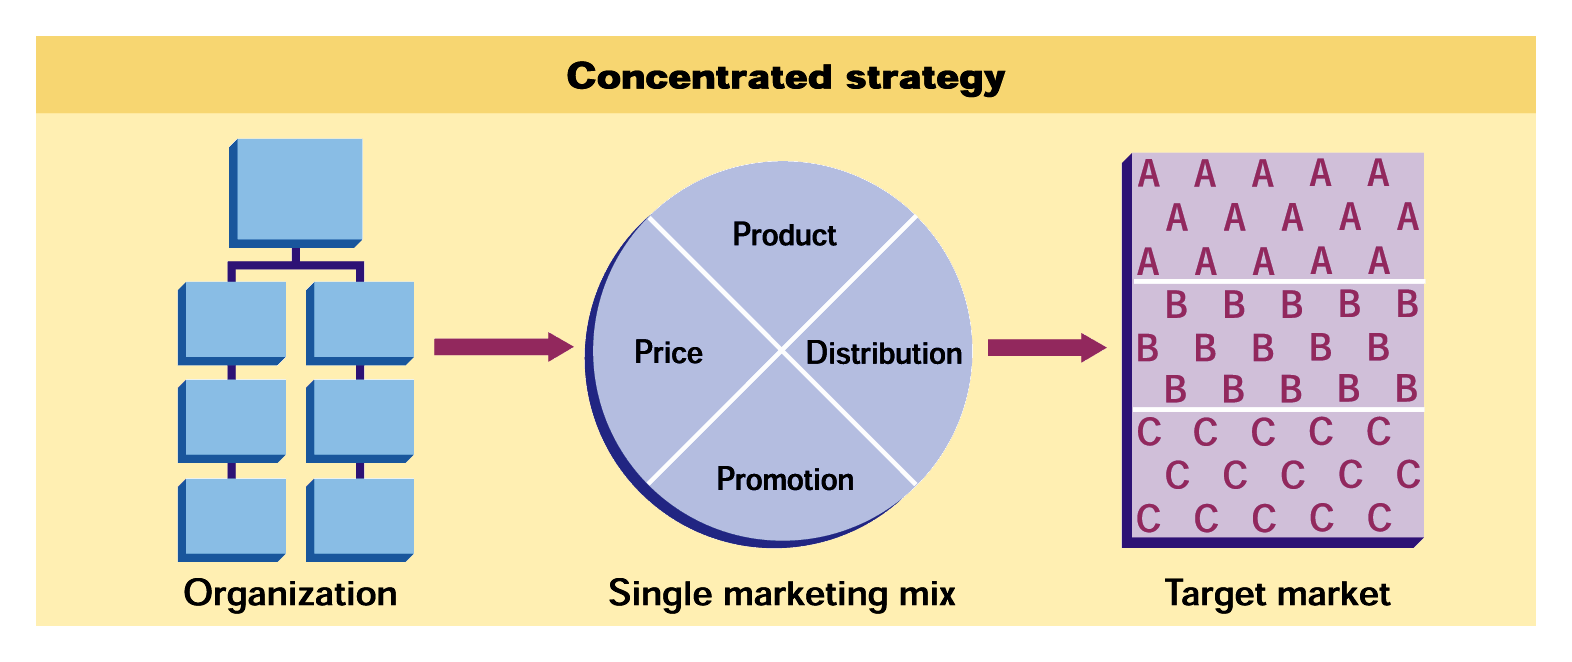 Concentrated strategy
Product
Price
Distribution
Promotion
A A A A A
A A A A A
A A A A A
B B B B B
B B B B B
B B B B B
C C C C C
C C C C C
C C C C C
Organization
Single marketing mix
Target market